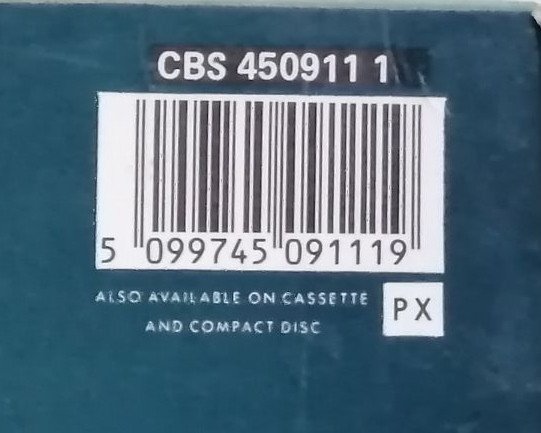 CBS 450911 1
5 099745 091119
ALSO AVAILABLE ON CASSETTE
AND COMPACT DISC
PX